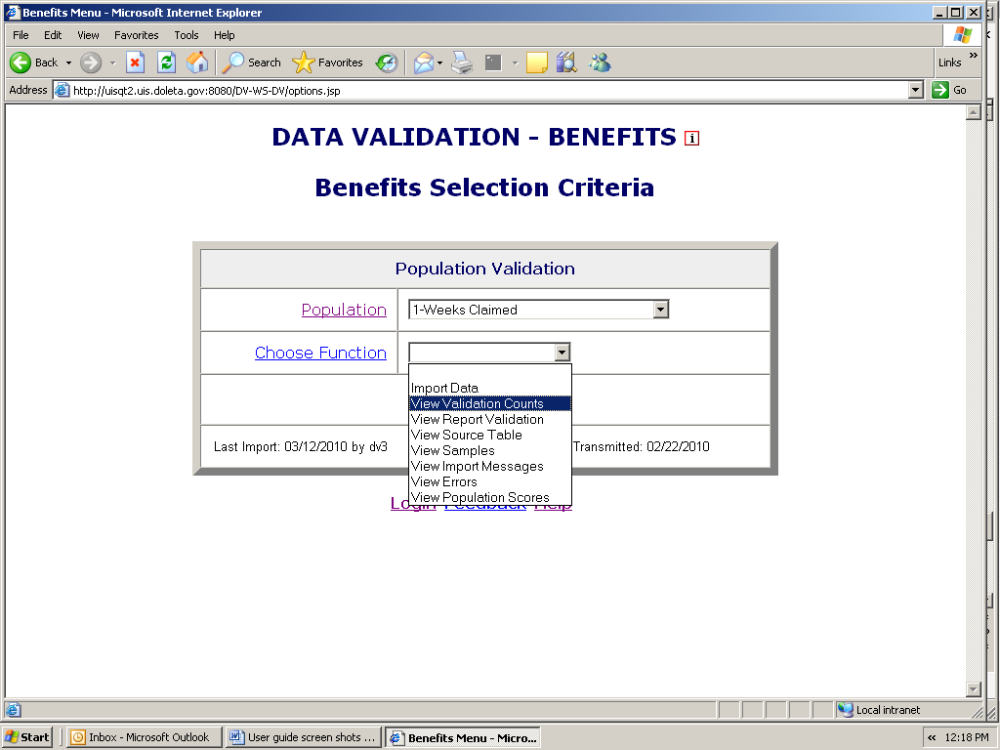 Benefits Menu - Microsoft Internet Explorer
File Edit View Favorites Tools Help
Back Search Favorites Links »
Address http://uisqt2.uis.doleta.gov:8080/DV-WS-DV/options.jsp Go
DATA VALIDATION - BENEFITS i
Benefits Selection Criteria
Population Validation
Population 1-Weeks Claimed
Choose Function
Import Data
View Validation Counts
View Report Validation
View Source Table
Last Import: 03/12/2010 by dv3 View Samples Transmitted: 02/22/2010
View Import Messages
View Errors
View Population Scores
Login Feedback Help
Local intranet
Start Inbox - Microsoft Outlook User guide screen shots ... Benefits Menu - Micro... « 12:18 PM